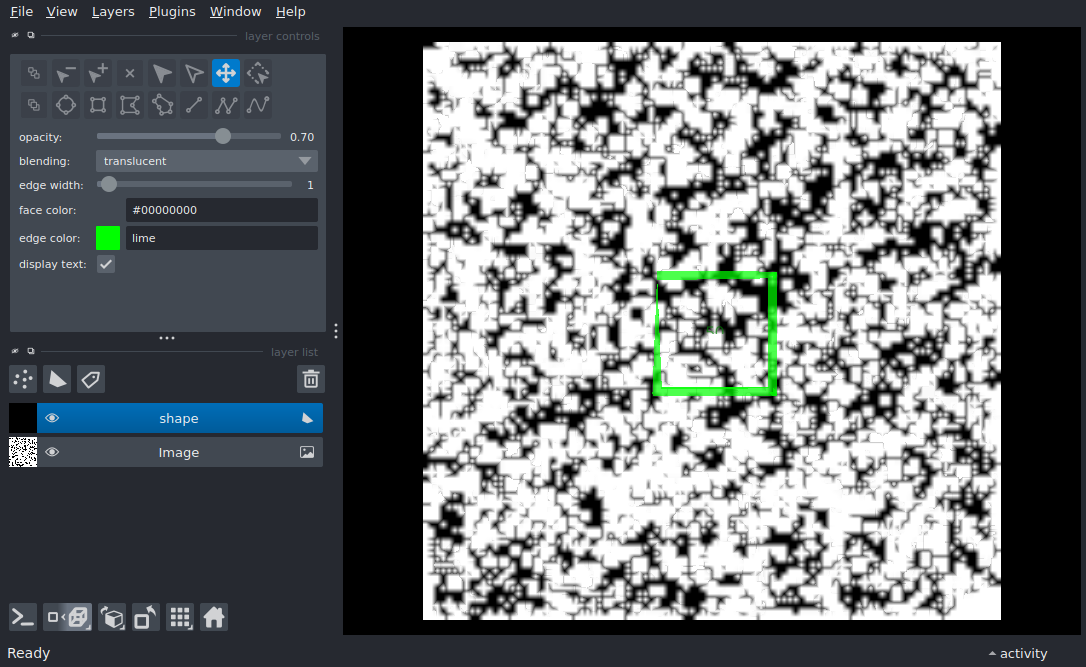 File View Layers Plugins Window Help
layer controls
opacity: 0.70
blending: translucent
edge width: 1
face color: #00000000
edge color: lime
display text:
layer list
shape
Image
Ready
activity